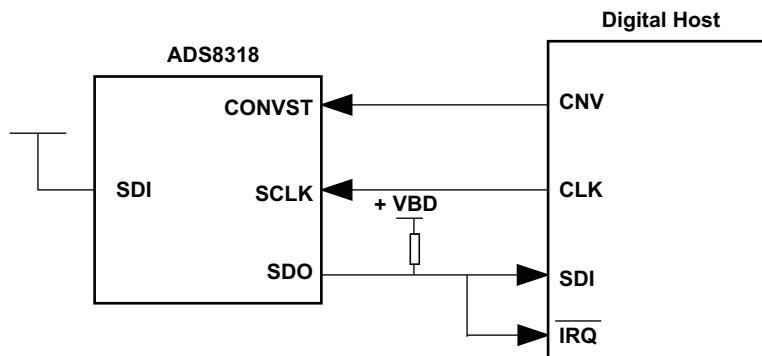 Digital Host
ADS8318
CONVST
CNV
SDI
SCLK
CLK
+ VBD
SDO
SDI
IRQ